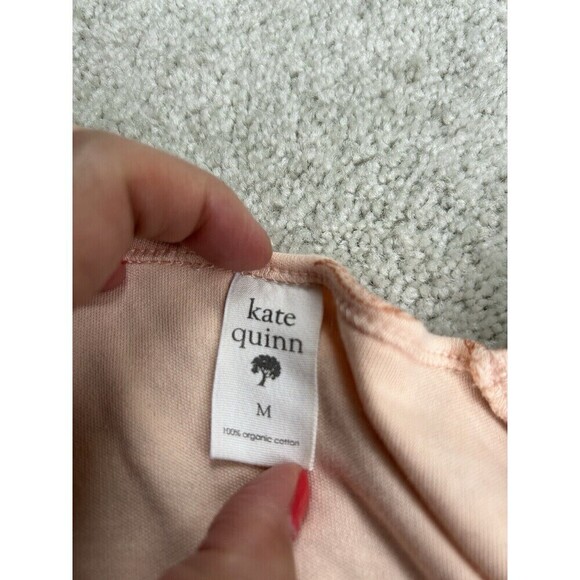 kate
quinn
M
100% organic cotton